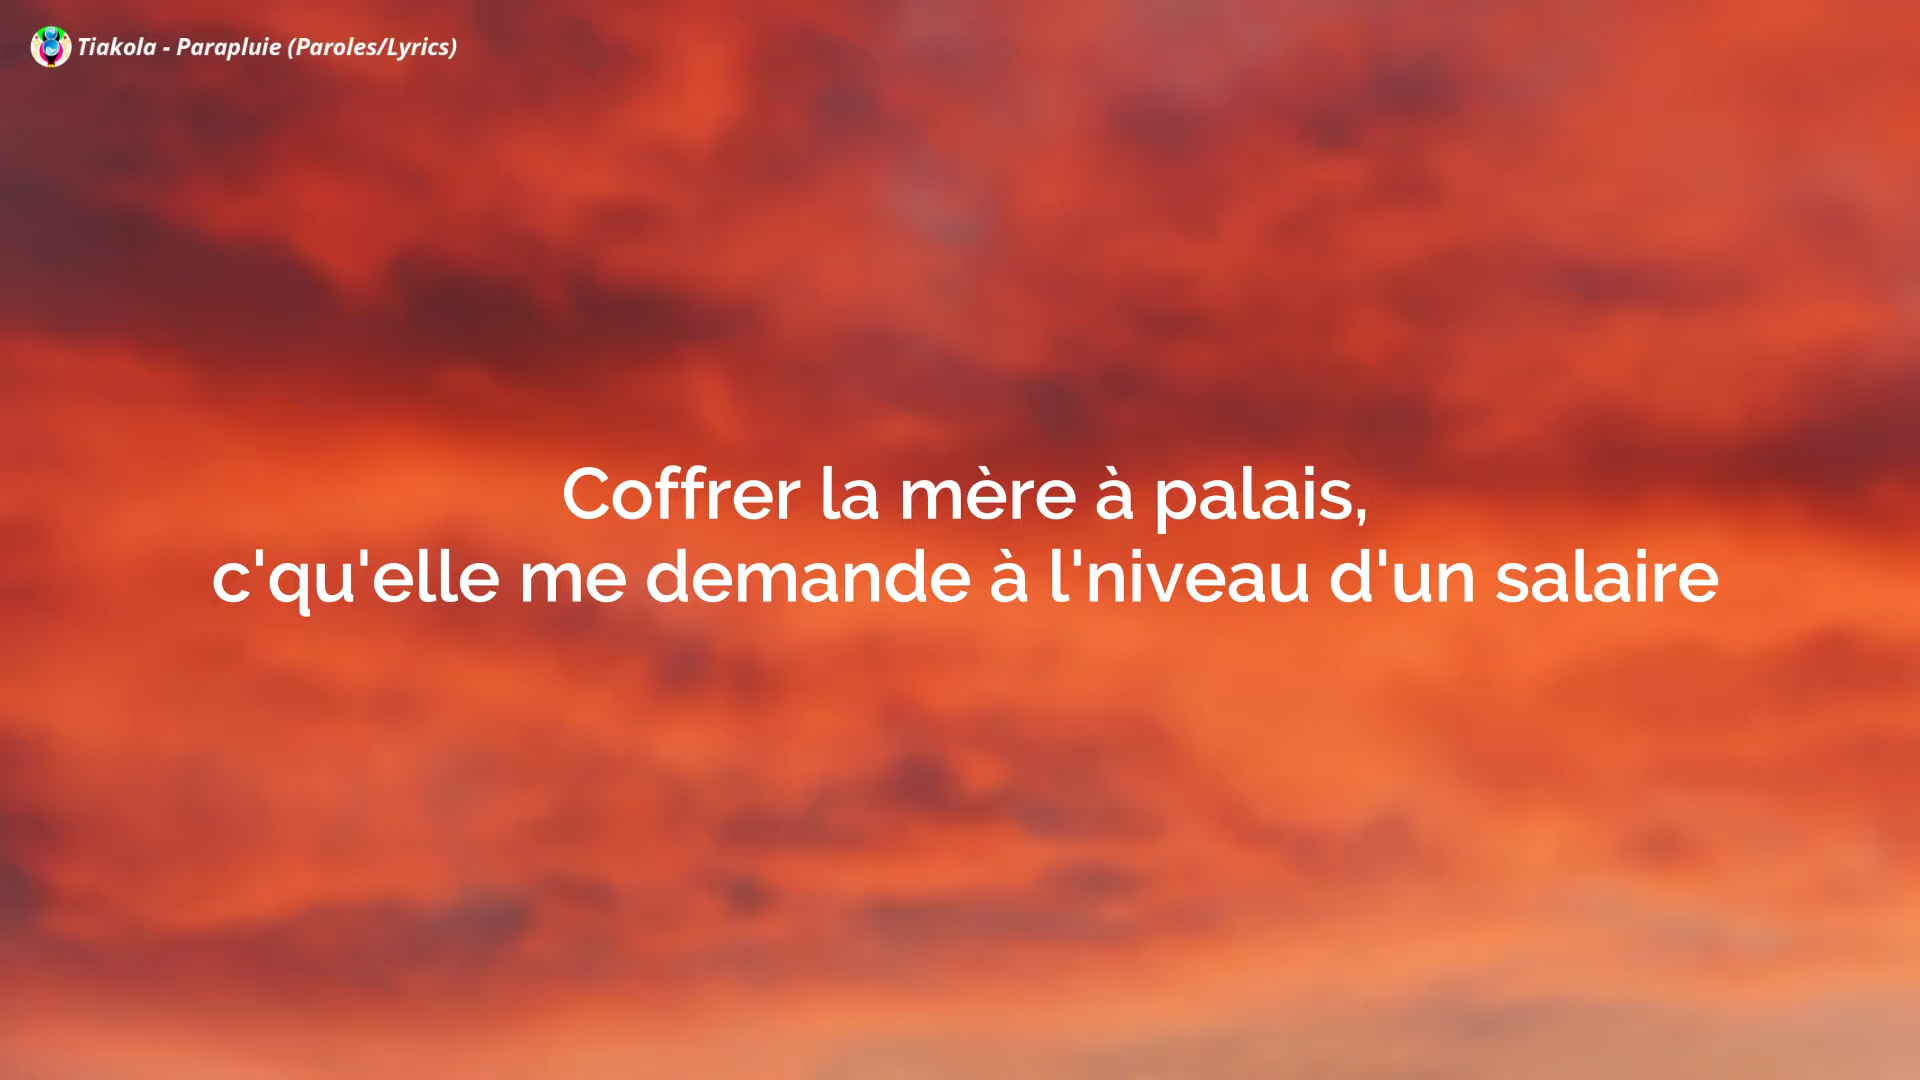 Tiakola - Parapluie (Paroles/Lyrics)
Coffrer la mère à palais,
c'qu'elle me demande à l'niveau d'un salaire